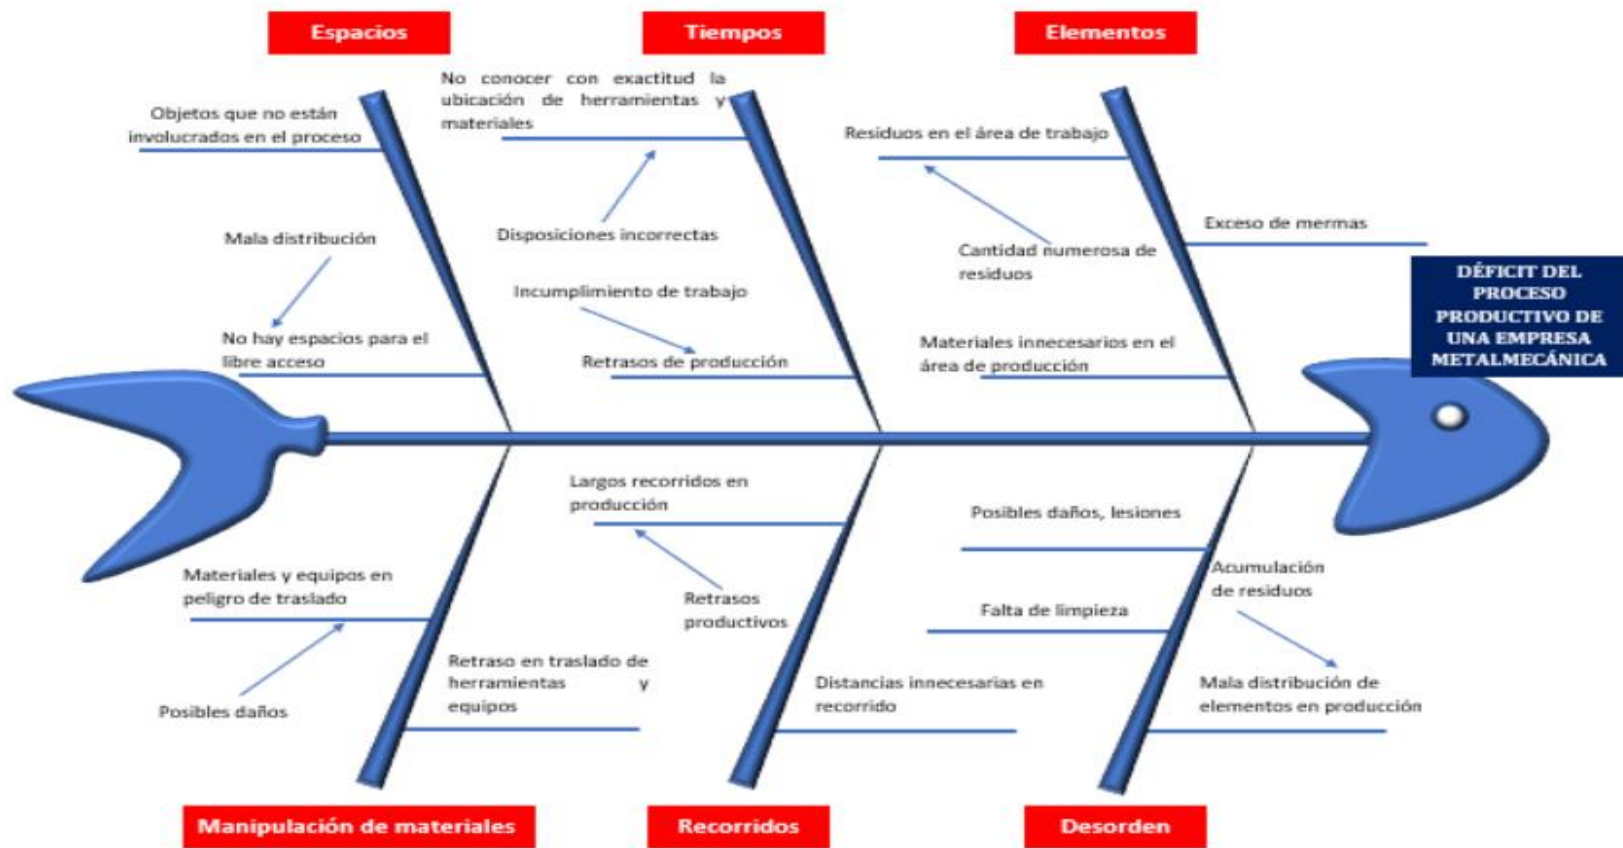 Espacios
Tiempos
Elementos
Objetos que no están
involucrados en el proceso
Mala distribución
No hay espacios para el
libre acceso
No conocer con exactitud la
ubicación de herramientas y
materiales
Disposiciones incorrectas
Incumplimiento de trabajo
Retrasos de producción
Residuos en el área de trabajo
Cantidad numerosa de
residuos
Exceso de mermas
Materiales innecesarios en el
área de producción
DÉFICIT DEL
PROCESO
PRODUCTIVO DE
UNA EMPRESA
METALMECÁNICA
Materiales y equipos en
peligro de traslado
Posibles daños
Retraso en traslado de
herramientas y
equipos
Largos recorridos en
producción
Retrasos
productivos
Distancias innecesarias en
recorrido
Posibles daños, lesiones
Falta de limpieza
Acumulación
de residuos
Mala distribución de
elementos en producción
Manipulación de materiales
Recorridos
Desorden